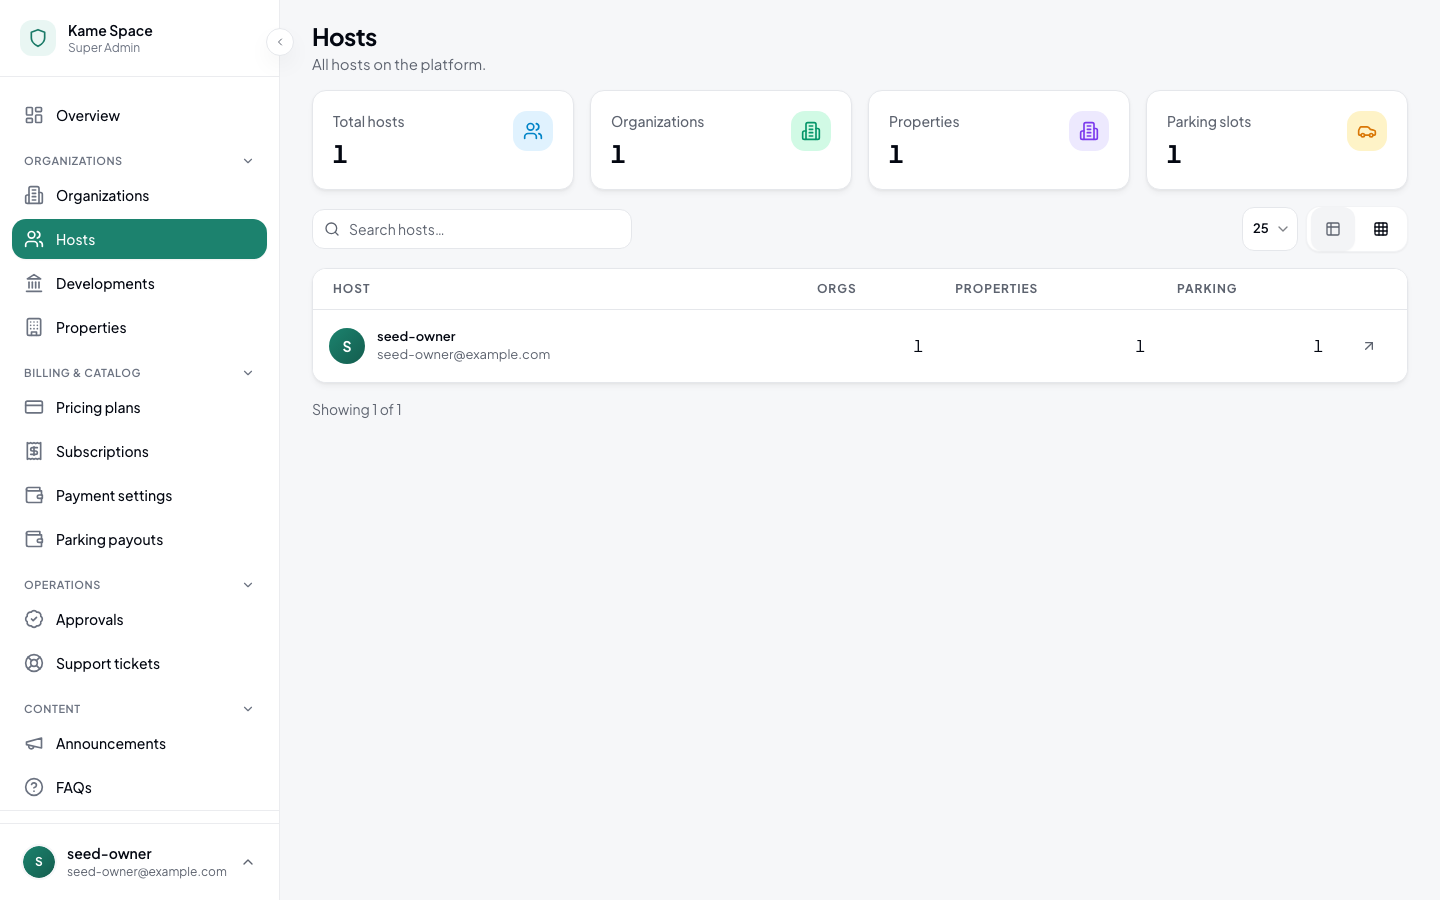 Kame Space
Super Admin
Overview
ORGANIZATIONS
Organizations
Hosts
Developments
Properties
BILLING & CATALOG
Pricing plans
Subscriptions
Payment settings
Parking payouts
OPERATIONS
Approvals
Support tickets
CONTENT
Announcements
FAQs
S
seed-owner
seed-owner@example.com
Hosts
All hosts on the platform.
Total hosts
1
Organizations
1
Properties
1
Parking slots
1
Search hosts...
25
HOST ORGS PROPERTIES PARKING
S
seed-owner
seed-owner@example.com
1 1 1
Showing 1 of 1